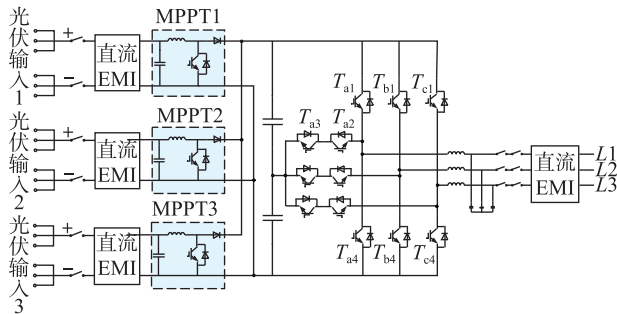 光伏输入1
+
−
直流
EMI
MPPT1
光伏输入2
+
−
直流
EMI
MPPT2
光伏输入3
+
−
直流
EMI
MPPT3
Ta1
Tb1
Tc1
Ta3
Ta2
Ta4
Tb4
Tc4
直流
EMI
L1
L2
L3